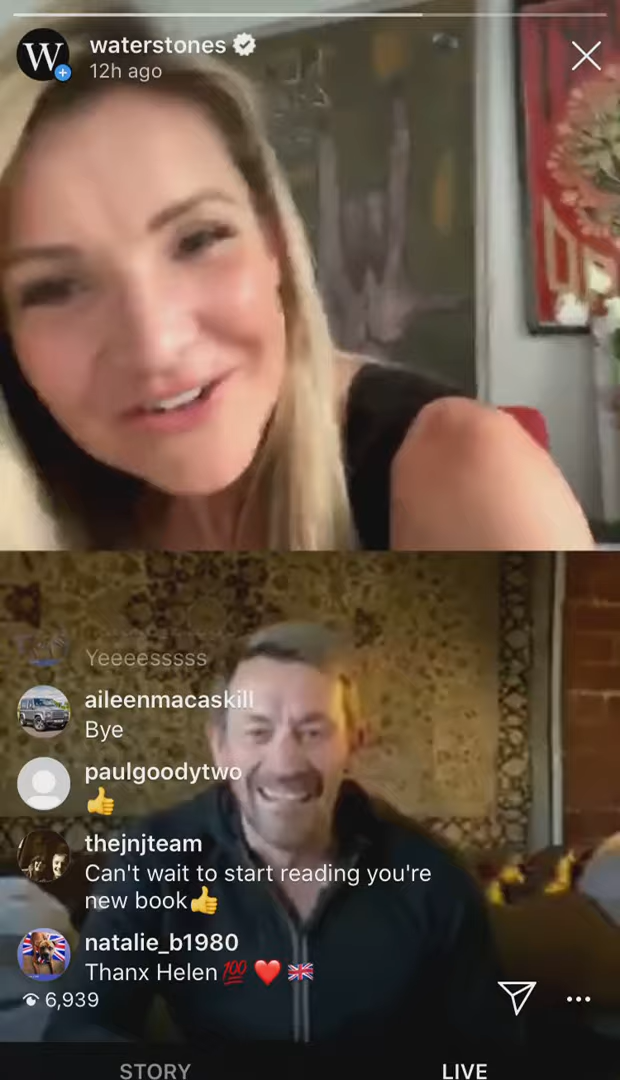 W
waterstones
12h ago
Yeeeesssss
aileenmacaskill
Bye
paulgoodytwo
👍
thejnjteam
Can't wait to start reading you're
new book👍
natalie_b1980
Thanx Helen 💯 ❤️ 🇬🇧
6,939
STORY
LIVE